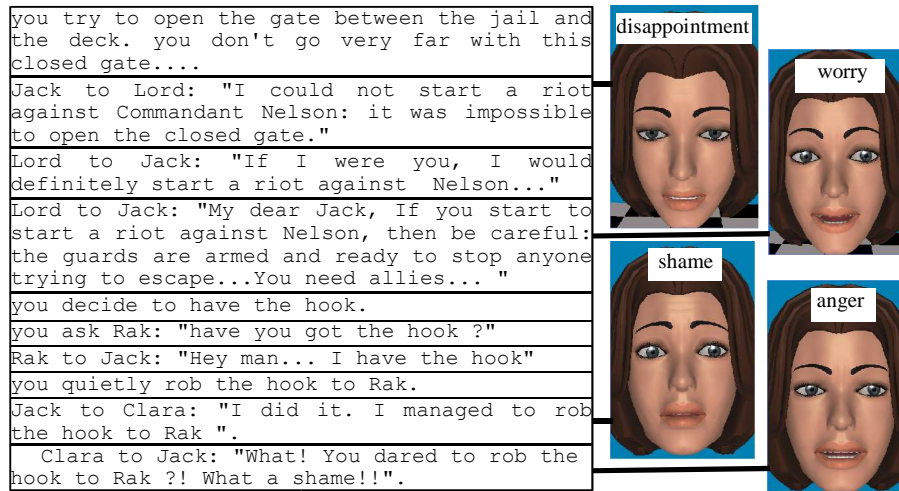 you try to open the gate between the jail and
the deck. you don't go very far with this
closed gate....
Jack to Lord: "I could not start a riot
against Commandant Nelson: it was impossible
to open the closed gate."
Lord to Jack: "If I were you, I would
definitely start a riot against Nelson..."
Lord to Jack: "My dear Jack, If you start to
start a riot against Nelson, then be careful:
the guards are armed and ready to stop anyone
trying to escape...You need allies... "
you decide to have the hook.
you ask Rak: "have you got the hook ?"
Rak to Jack: "Hey man... I have the hook"
you quietly rob the hook to Rak.
Jack to Clara: "I did it. I managed to rob
the hook to Rak ".
Clara to Jack: "What! You dared to rob the
hook to Rak ?! What a shame!!".
disappointment
worry
shame
anger